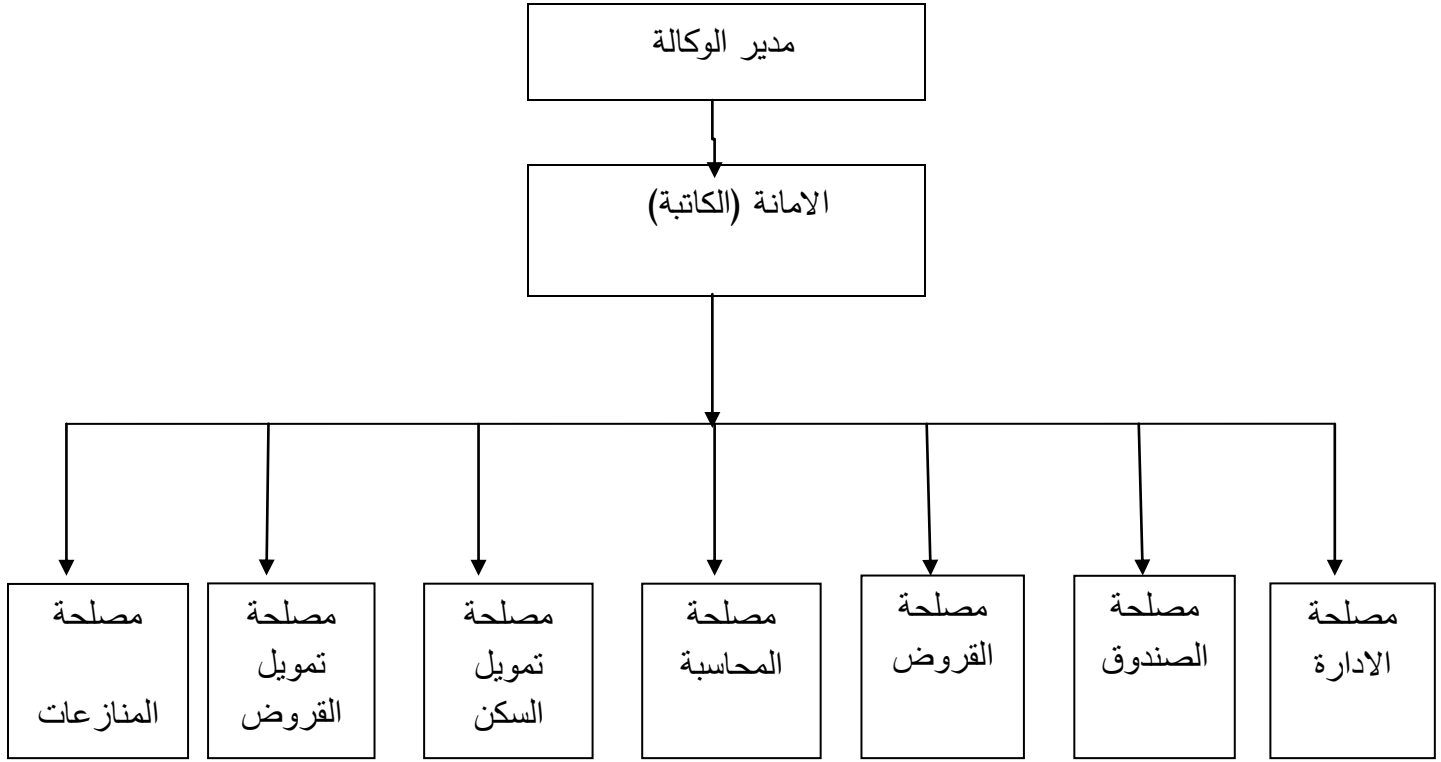 مدير الوكالة
الامانة (الكاتبة)
مصلحة
الادارة
مصلحة
الصندوق
مصلحة
القروض
مصلحة
المحاسبة
مصلحة
تمويل
السكن
مصلحة
تمويل
القروض
مصلحة
المنازعات